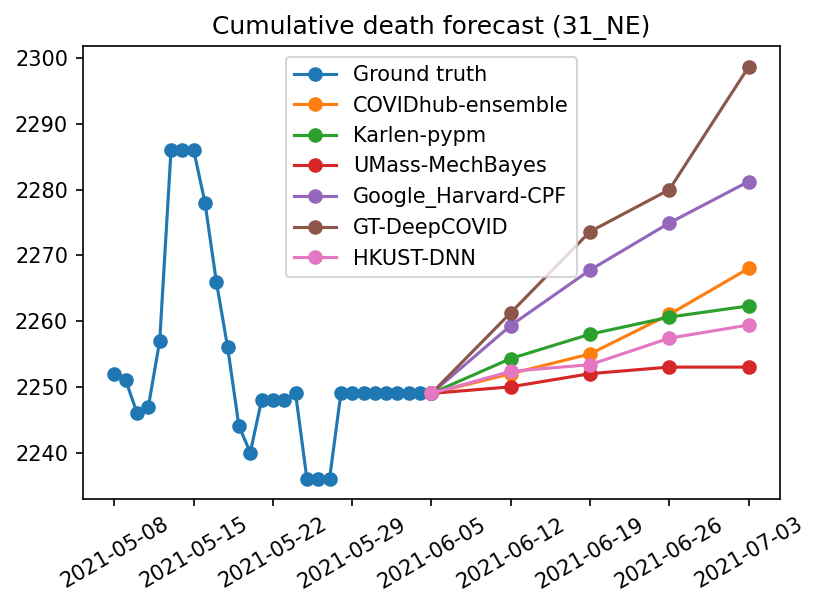 Cumulative death forecast (31_NE)
2300
2290
2280
2270
2260
2250
2240
Ground truth
COVIDhub-ensemble
Karlen-pypm
UMass-MechBayes
Google_Harvard-CPF
GT-DeepCOVID
HKUST-DNN
2021-05-08
2021-05-15
2021-05-22
2021-05-29
2021-06-05
2021-06-12
2021-06-19
2021-06-26
2021-07-03